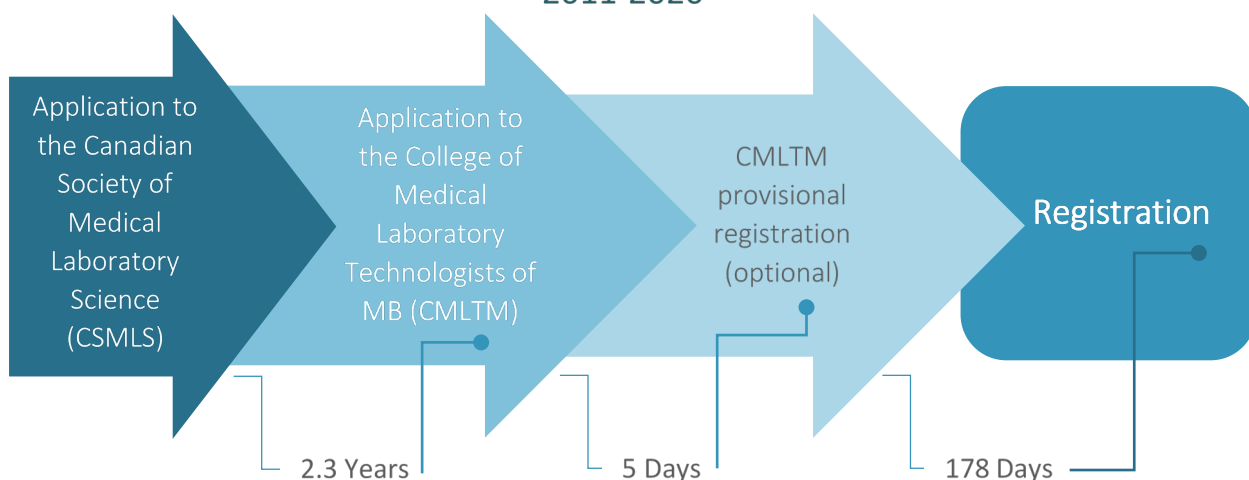 Application to
the Canadian
Society of
Medical
Laboratory
Science
(CSMLS)
Application to
the College of
Medical
Laboratory
Technologists of
MB (CMLTM)
CMLTM
provisional
registration
(optional)
Registration
2.3 Years
5 Days
178 Days